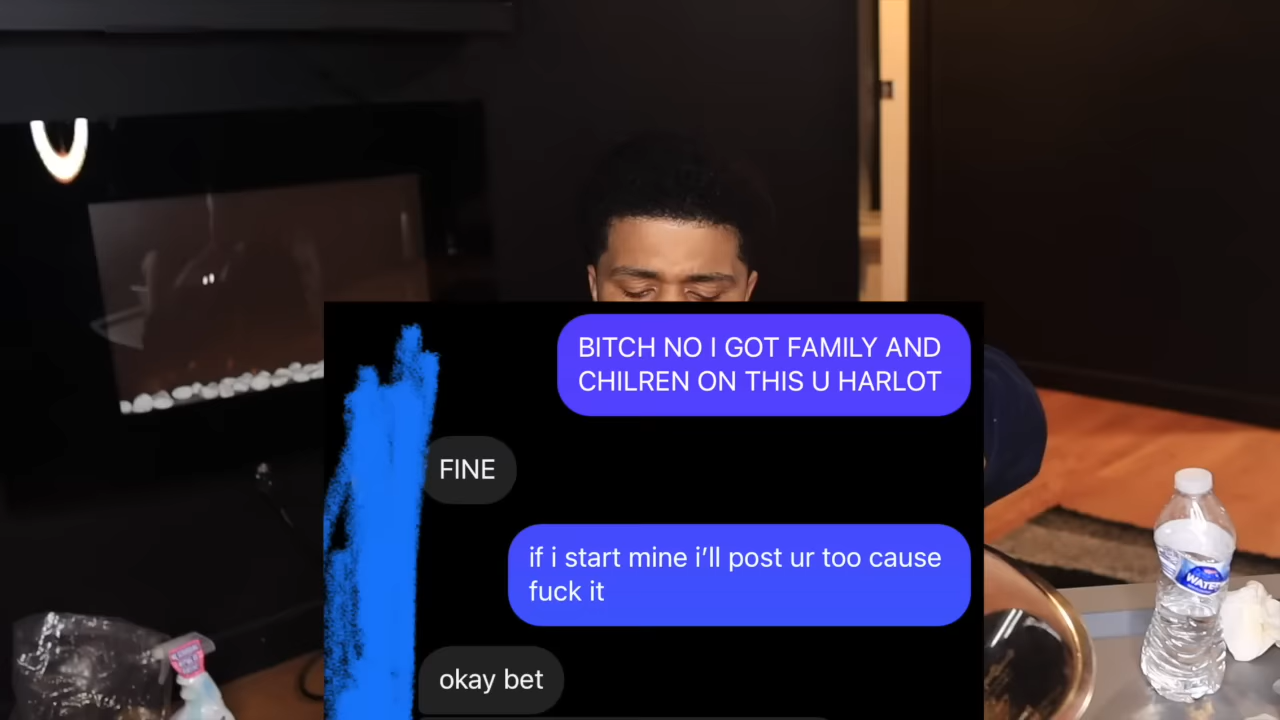 BITCH NO I GOT FAMILY AND
CHILREN ON THIS U HARLOT
FINE
if i start mine i’ll post ur too cause
fuck it
okay bet
WATER